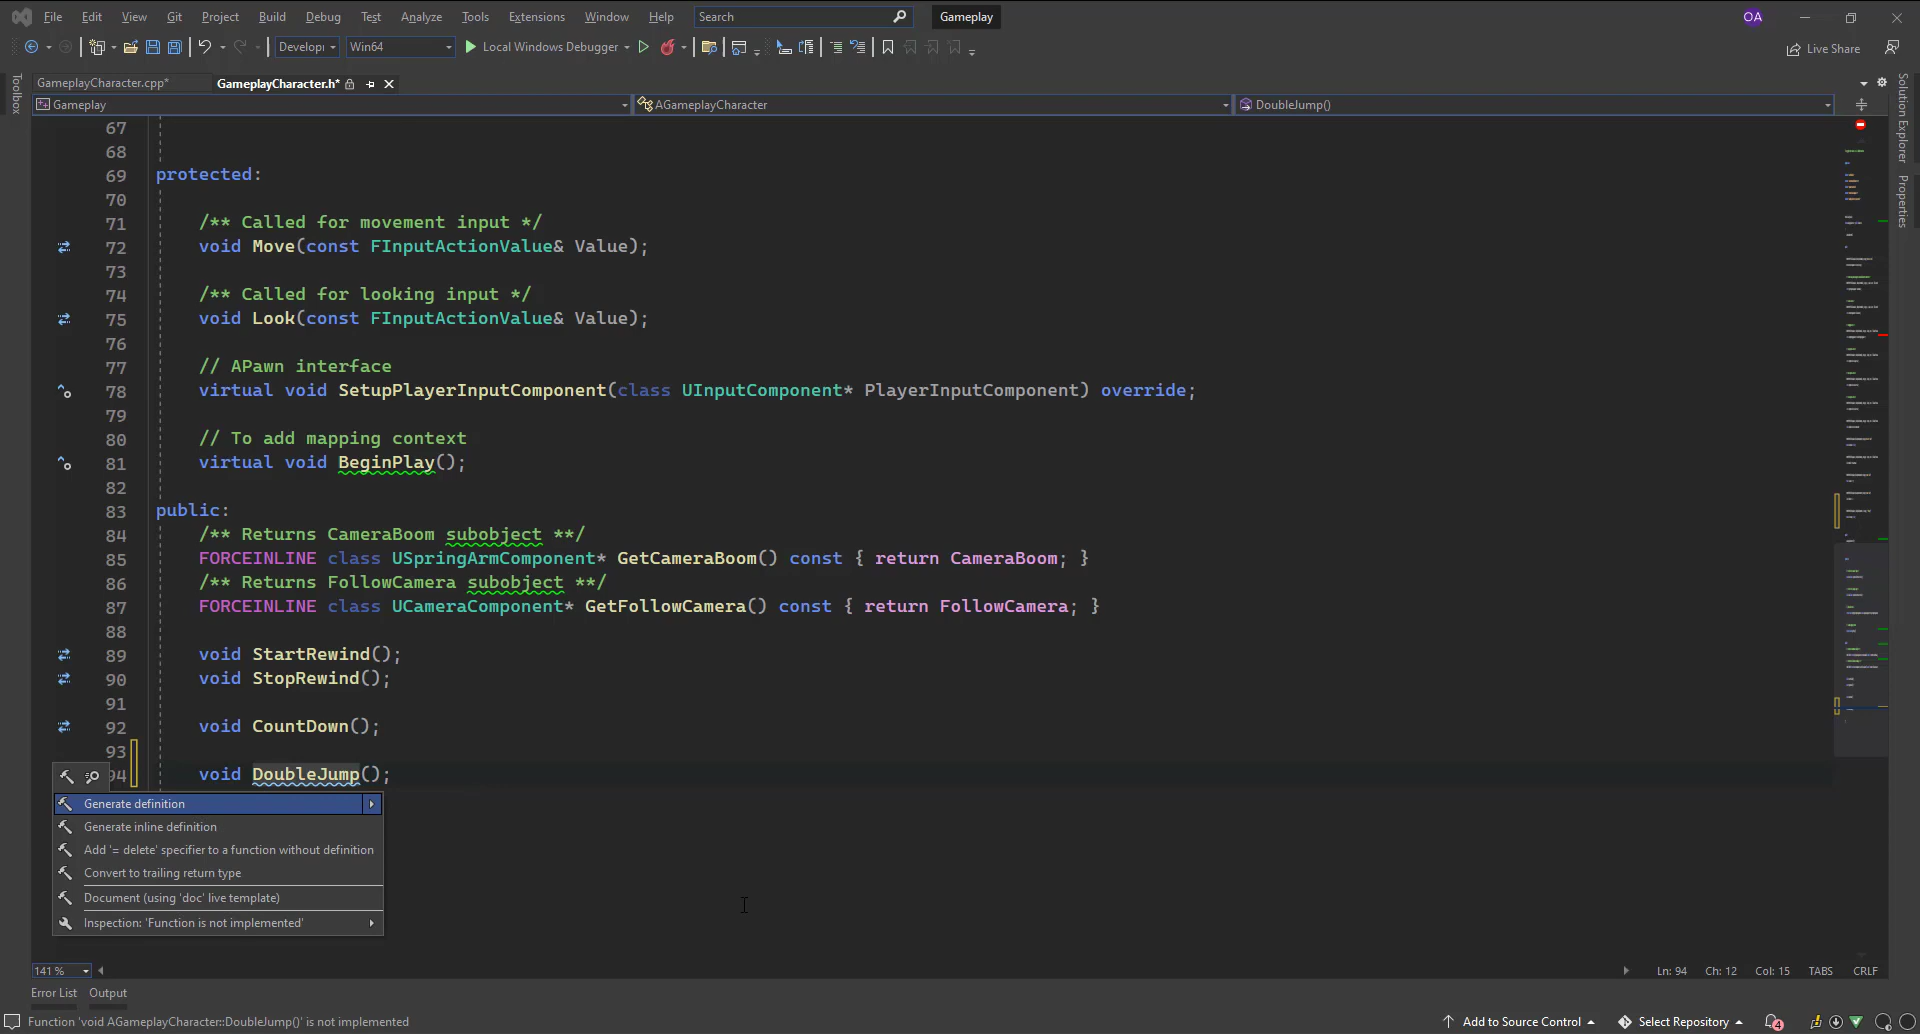 File Edit View Git Project Build Debug Test Analyze Tools Extensions Window Help Search Gameplay OA
Develop Win64 Local Windows Debugger Live Share
Toolbox
GameplayCharacter.cpp* GameplayCharacter.h*
Gameplay AGameplayCharacter DoubleJump()
Solution Explorer
Properties
67
68
69 protected:
70
71 /** Called for movement input */
72 void Move(const FInputActionValue& Value);
73
74 /** Called for looking input */
75 void Look(const FInputActionValue& Value);
76
77 // APawn interface
78 virtual void SetupPlayerInputComponent(class UInputComponent* PlayerInputComponent) override;
79
80 // To add mapping context
81 virtual void BeginPlay();
82
83 public:
84 /** Returns CameraBoom subobject **/
85 FORCEINLINE class USpringArmComponent* GetCameraBoom() const { return CameraBoom; }
86 /** Returns FollowCamera subobject **/
87 FORCEINLINE class UCameraComponent* GetFollowCamera() const { return FollowCamera; }
88
89 void StartRewind();
90 void StopRewind();
91
92 void CountDown();
93
94 void DoubleJump();
Generate definition
Generate inline definition
Add '= delete' specifier to a function without definition
Convert to trailing return type
Document (using 'doc' live template)
Inspection: 'Function is not implemented'
141 % Ln: 94 Ch: 12 Col: 15 TABS CRLF
Error List Output
Function 'void AGameplayCharacter::DoubleJump()' is not implemented Add to Source Control Select Repository 4